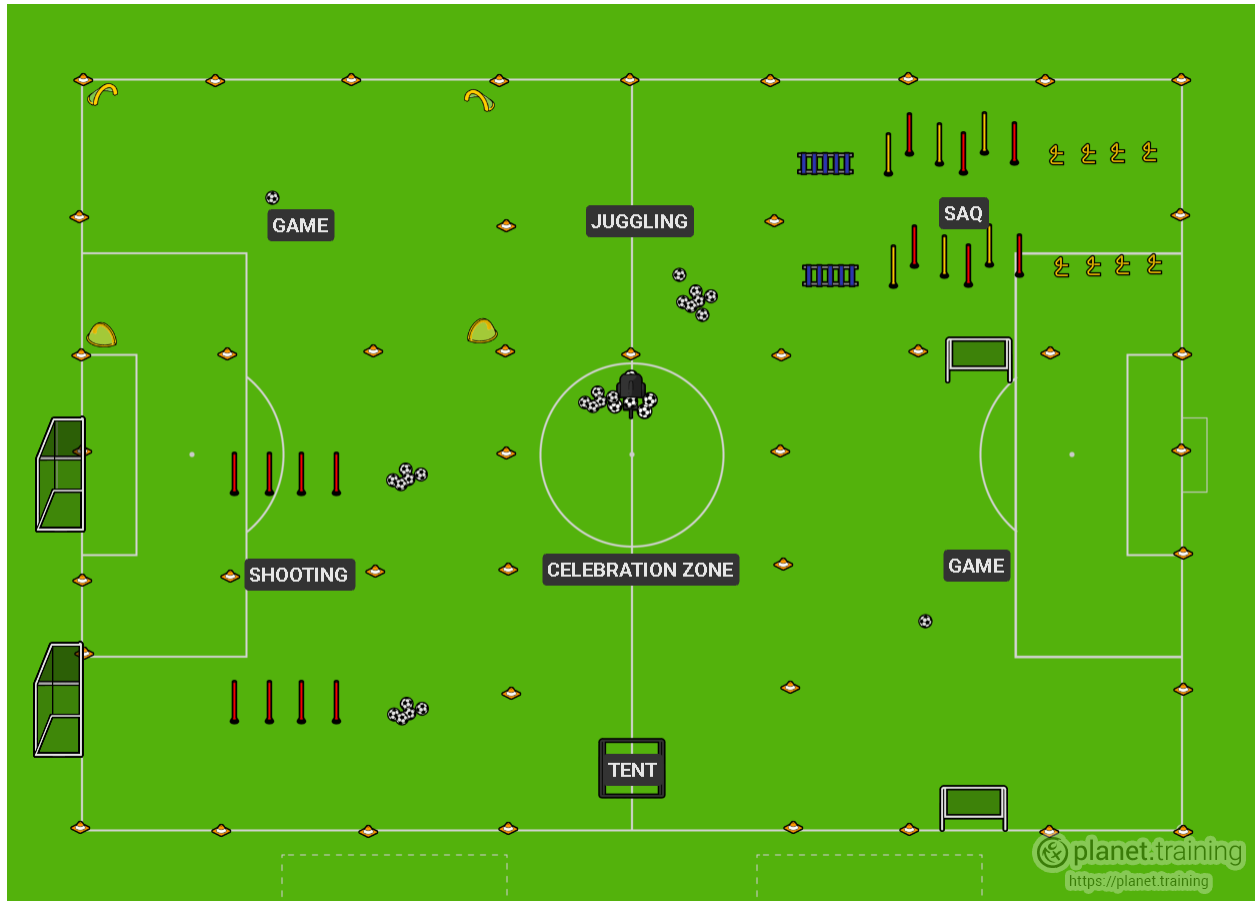 SAQ
JUGGLING
GAME
CELEBRATION ZONE
GAME
SHOOTING
TENT
planet.training
https://planet.training